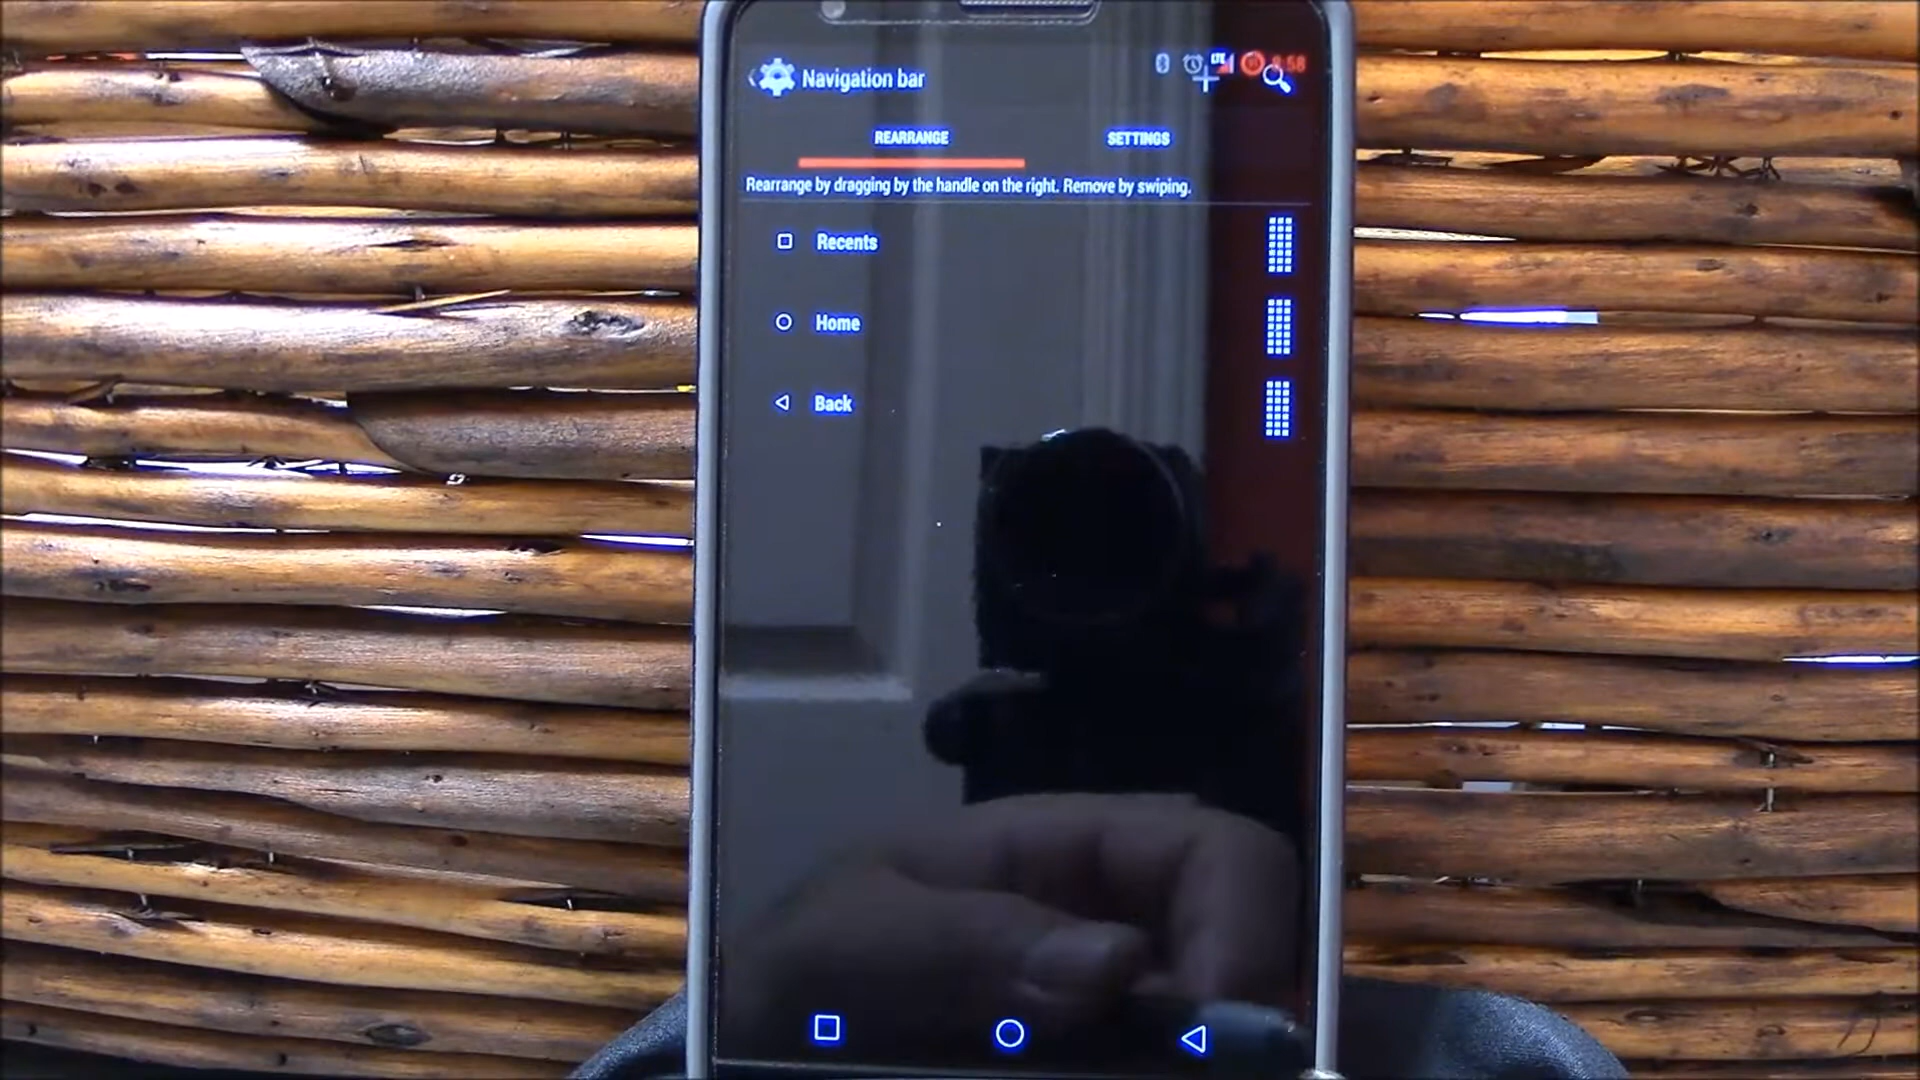 LTE
Navigation bar
REARRANGE
SETTINGS
Rearrange by dragging by the handle on the right. Remove by swiping.
Recents
Home
Back